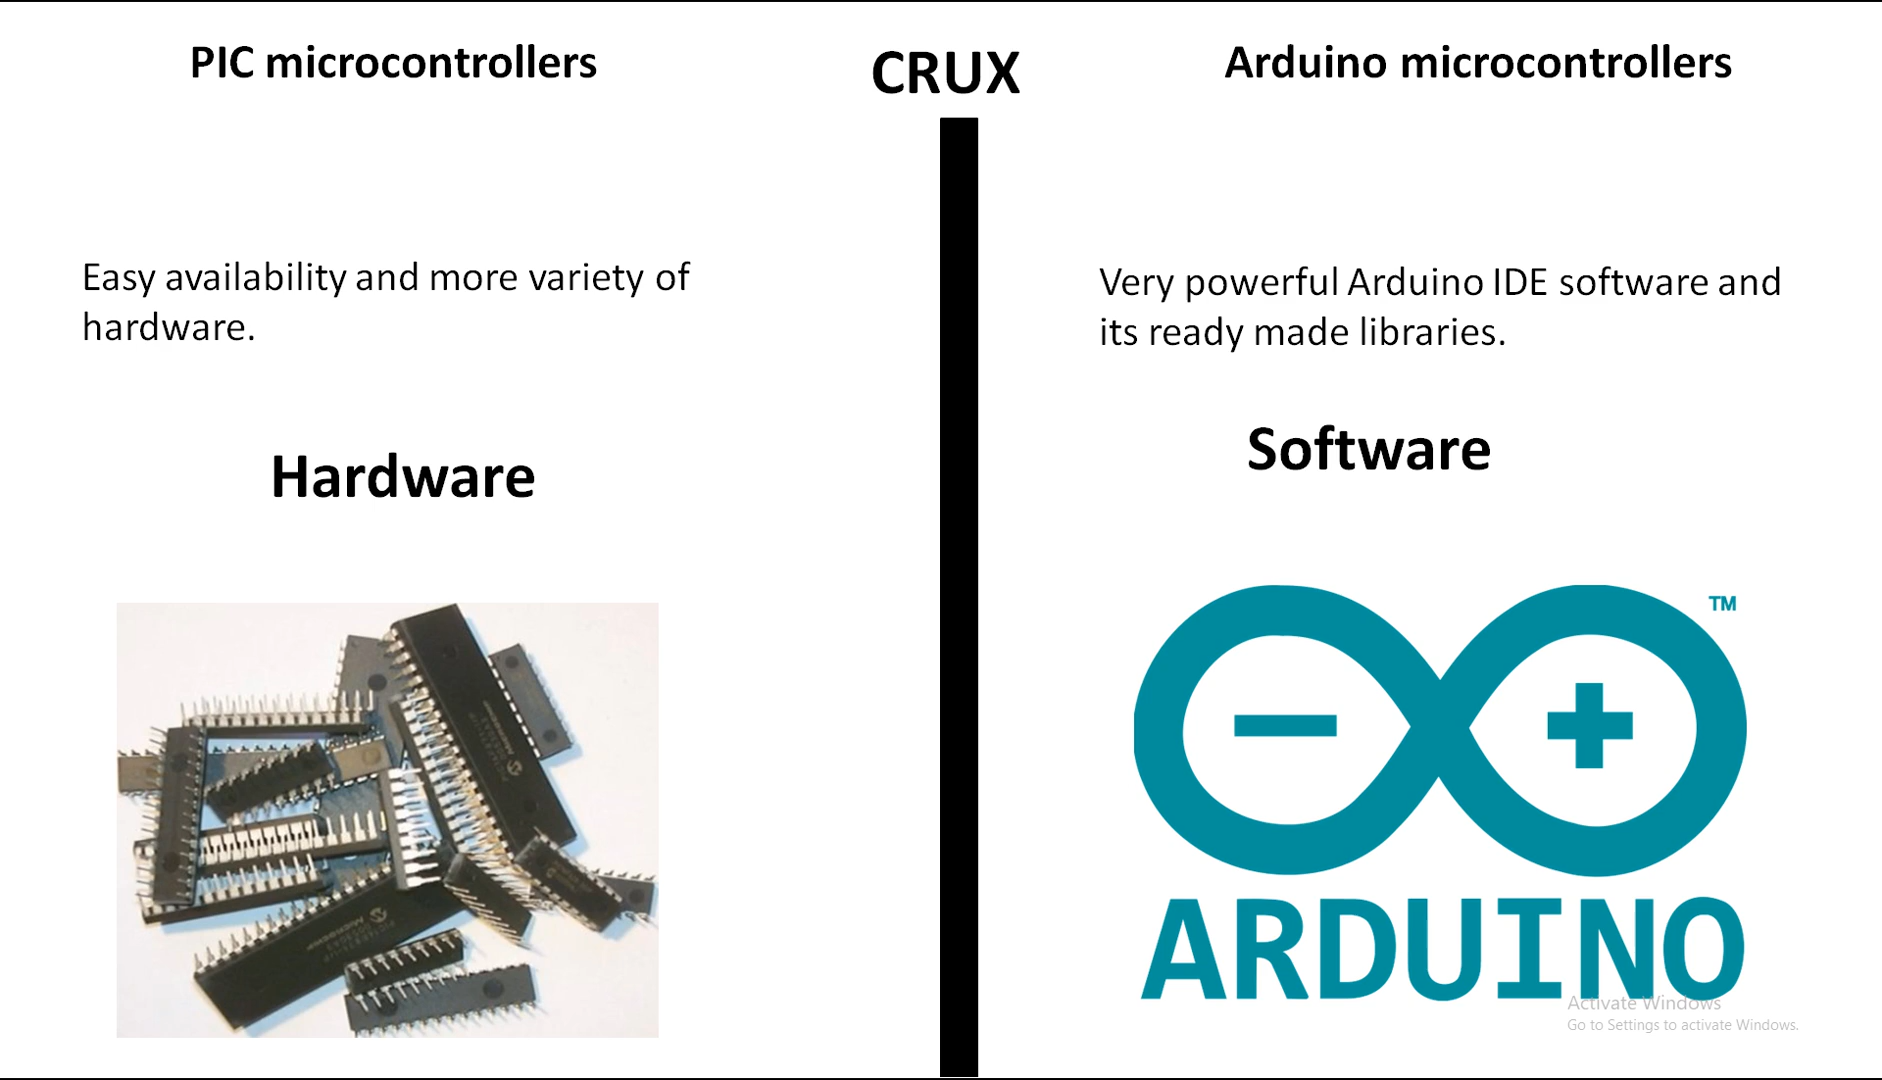 PIC microcontrollers
CRUX
Arduino microcontrollers
Easy availability and more variety of
hardware.
Hardware
Very powerful Arduino IDE software and
its ready made libraries.
Software
TM
ARDUINO
Activate Windows
Go to Settings to activate Windows.
MICROCHIP